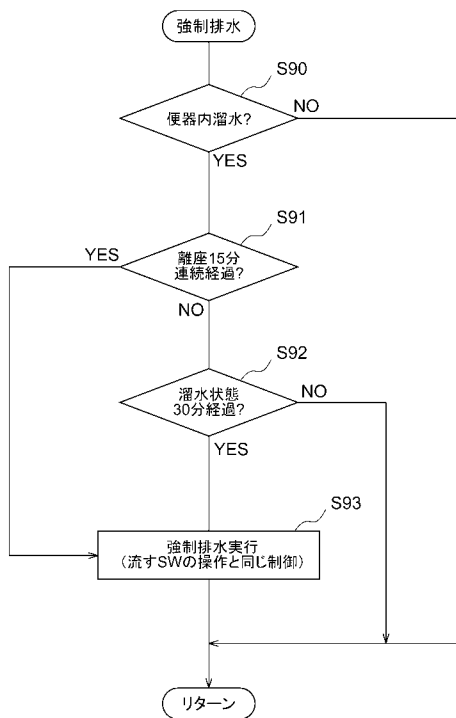 強制排水
S90
便器内溜水?
NO
YES
S91
YES
離座15分
連続経過?
NO
S92
溜水状態
30分経過?
NO
YES
S93
強制排水実行
(流すSWの操作と同じ制御)
リターン